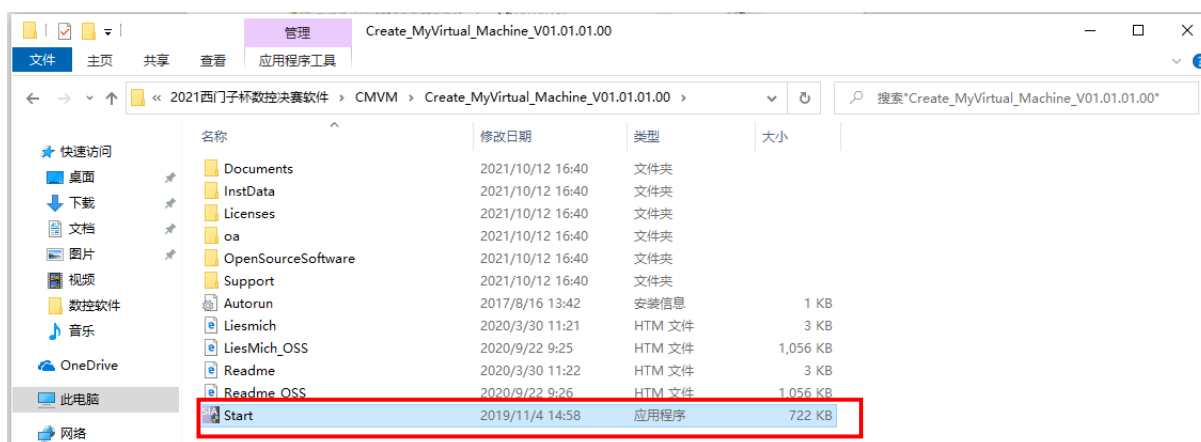 管理 Create_MyVirtual_Machine_V01.01.01.00
文件 主页 共享 查看 应用程序工具
« 2021西门子杯数控决赛软件 › CMVM › Create_MyVirtual_Machine_V01.01.01.00 › 搜索"Create_MyVirtual_Machine_V01.01.01.00"
名称 修改日期 类型 大小
快速访问
桌面
下载
文档
图片
视频
数控软件
音乐
OneDrive
此电脑
网络
Documents 2021/10/12 16:40 文件夹
InstData 2021/10/12 16:40 文件夹
Licenses 2021/10/12 16:40 文件夹
oa 2021/10/12 16:40 文件夹
OpenSourceSoftware 2021/10/12 16:40 文件夹
Support 2021/10/12 16:40 文件夹
Autorun 2017/8/16 13:42 安装信息 1 KB
Liesmich 2020/3/30 11:21 HTM 文件 3 KB
LiesMich_OSS 2020/9/22 9:25 HTM 文件 1,056 KB
Readme 2020/3/30 11:22 HTM 文件 3 KB
Readme_OSS 2020/9/22 9:26 HTM 文件 1,056 KB
Start 2019/11/4 14:58 应用程序 722 KB